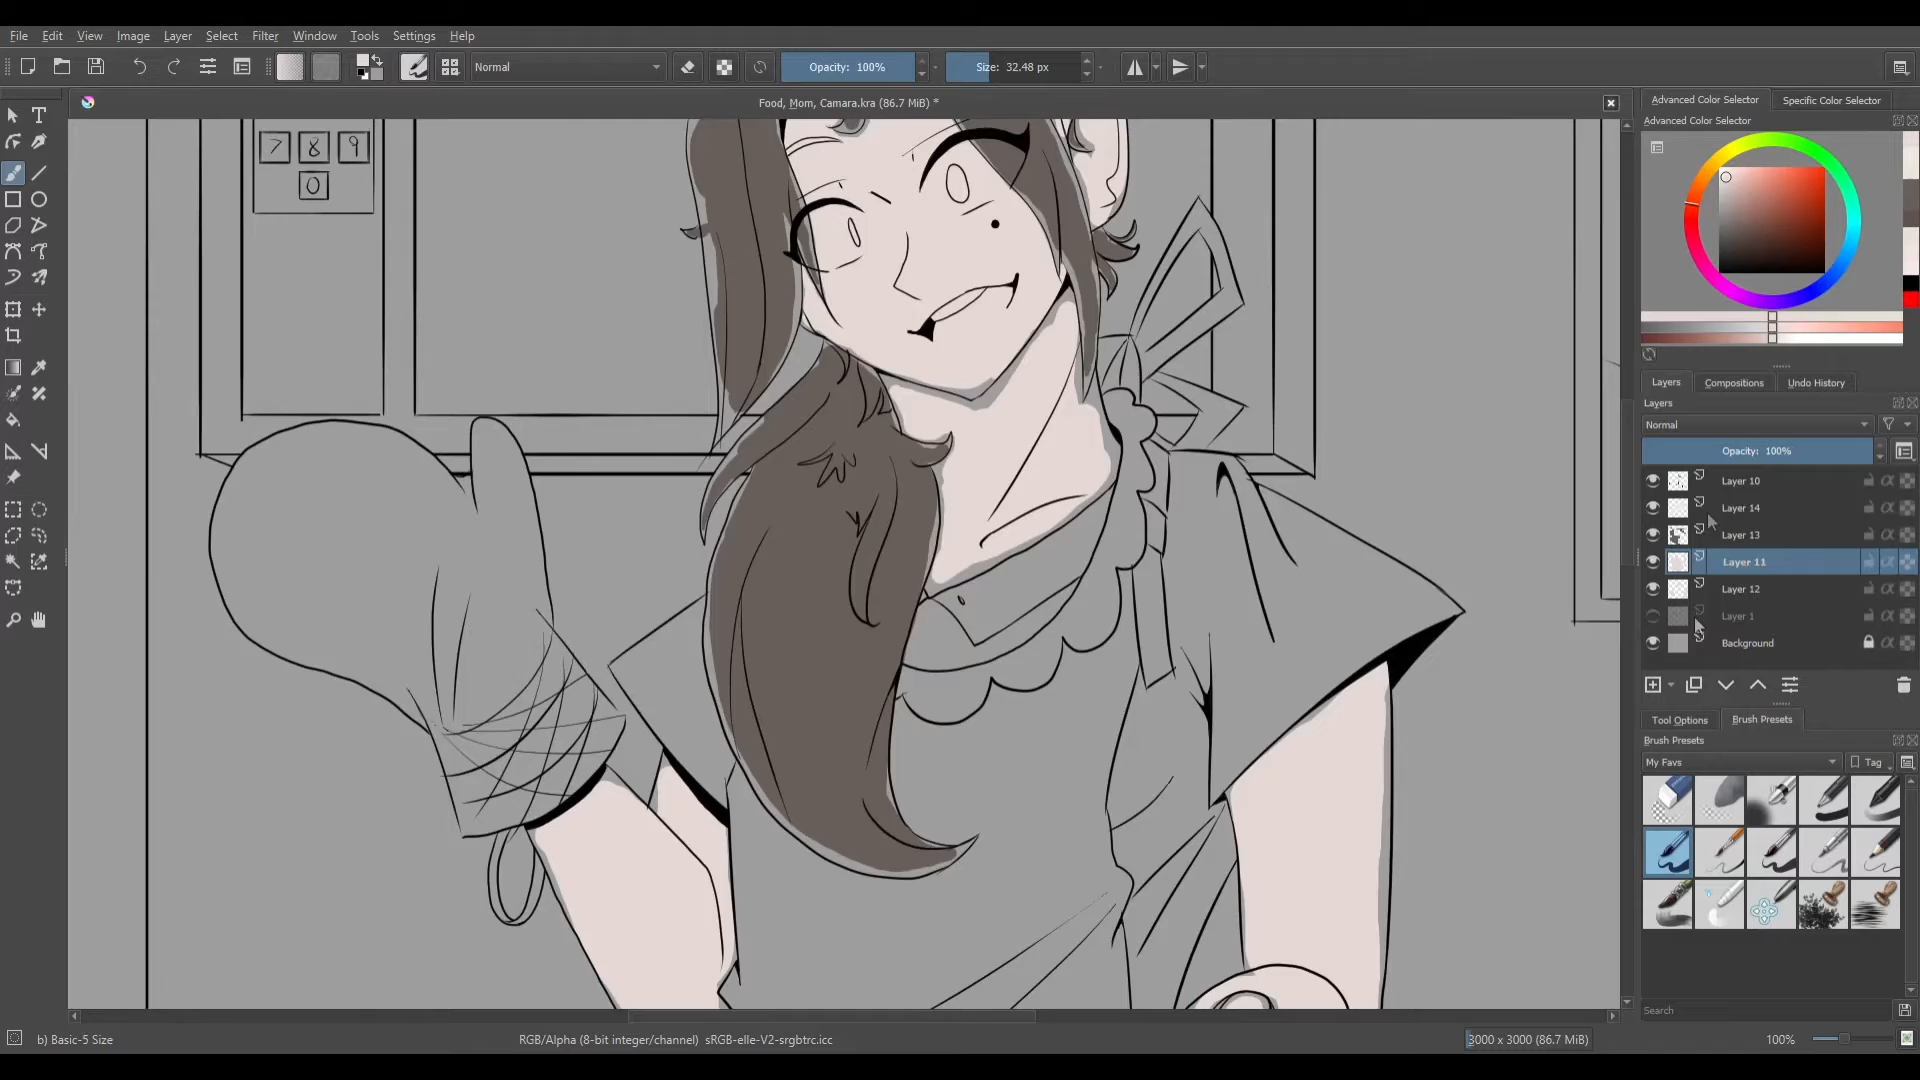 File Edit View Image Layer Select Filter Window Tools Settings Help
Normal Opacity: 100% Size: 32.48 px
Food, Mom, Camara.kra (86.7 MiB) *
Advanced Color Selector Specific Color Selector
Advanced Color Selector
7 8 9
0
Layers Compositions Undo History
Layers
Normal
Opacity: 100%
Layer 10
Layer 14
Layer 13
Layer 11
Layer 12
Layer 1
Background
Tool Options Brush Presets
Brush Presets
My Favs Tag
Search
b) Basic-5 Size RGB/Alpha (8-bit integer/channel) sRGB-elle-V2-srgbtrc.icc 3000 x 3000 (86.7 MiB) 100%